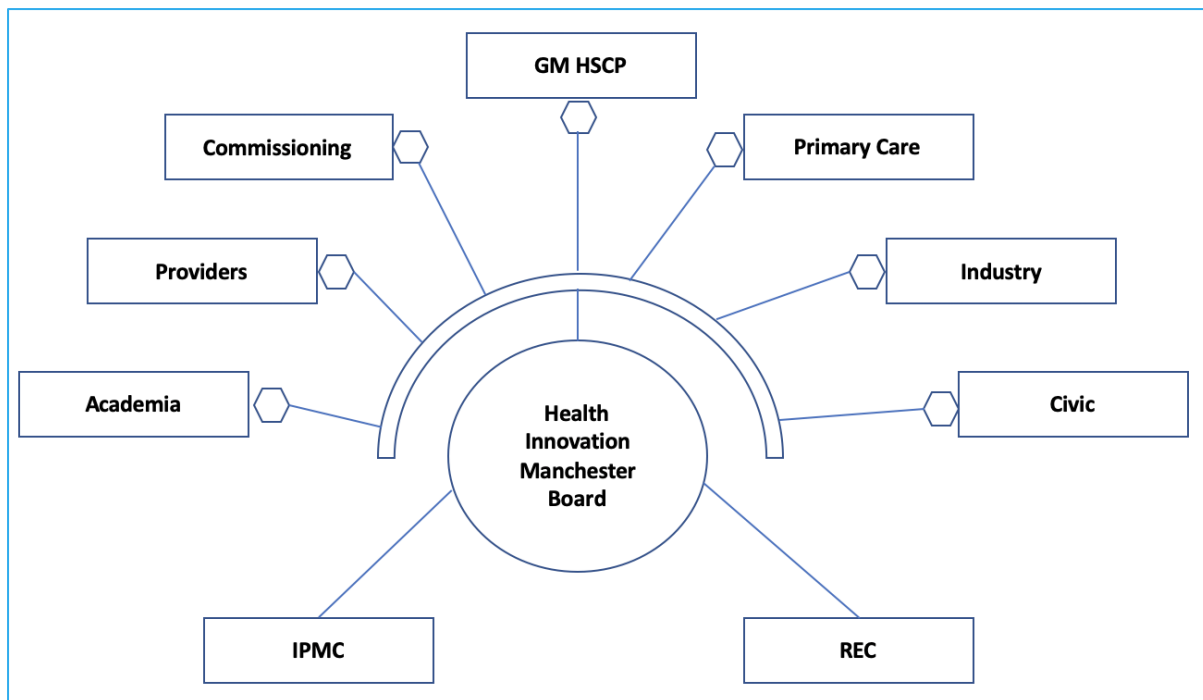 GM HSCP
Commissioning
Primary Care
Providers
Industry
Academia
Civic
Health
Innovation
Manchester
Board
IPMC
REC